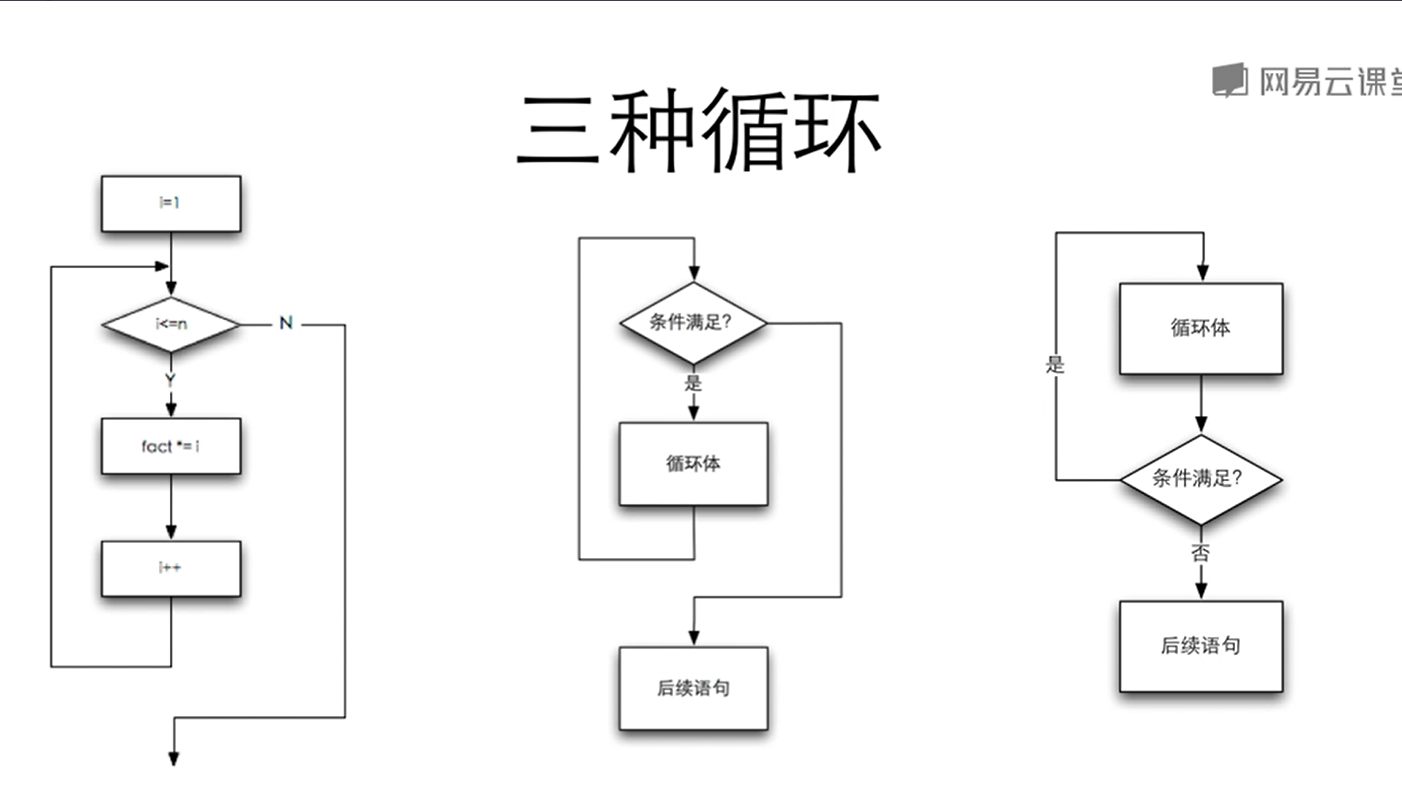 网易云课堂
三种循环
i=1
i<=n
N
Y
fact *= i
i++
条件满足?
是
循环体
后续语句
循环体
是
条件满足?
否
后续语句